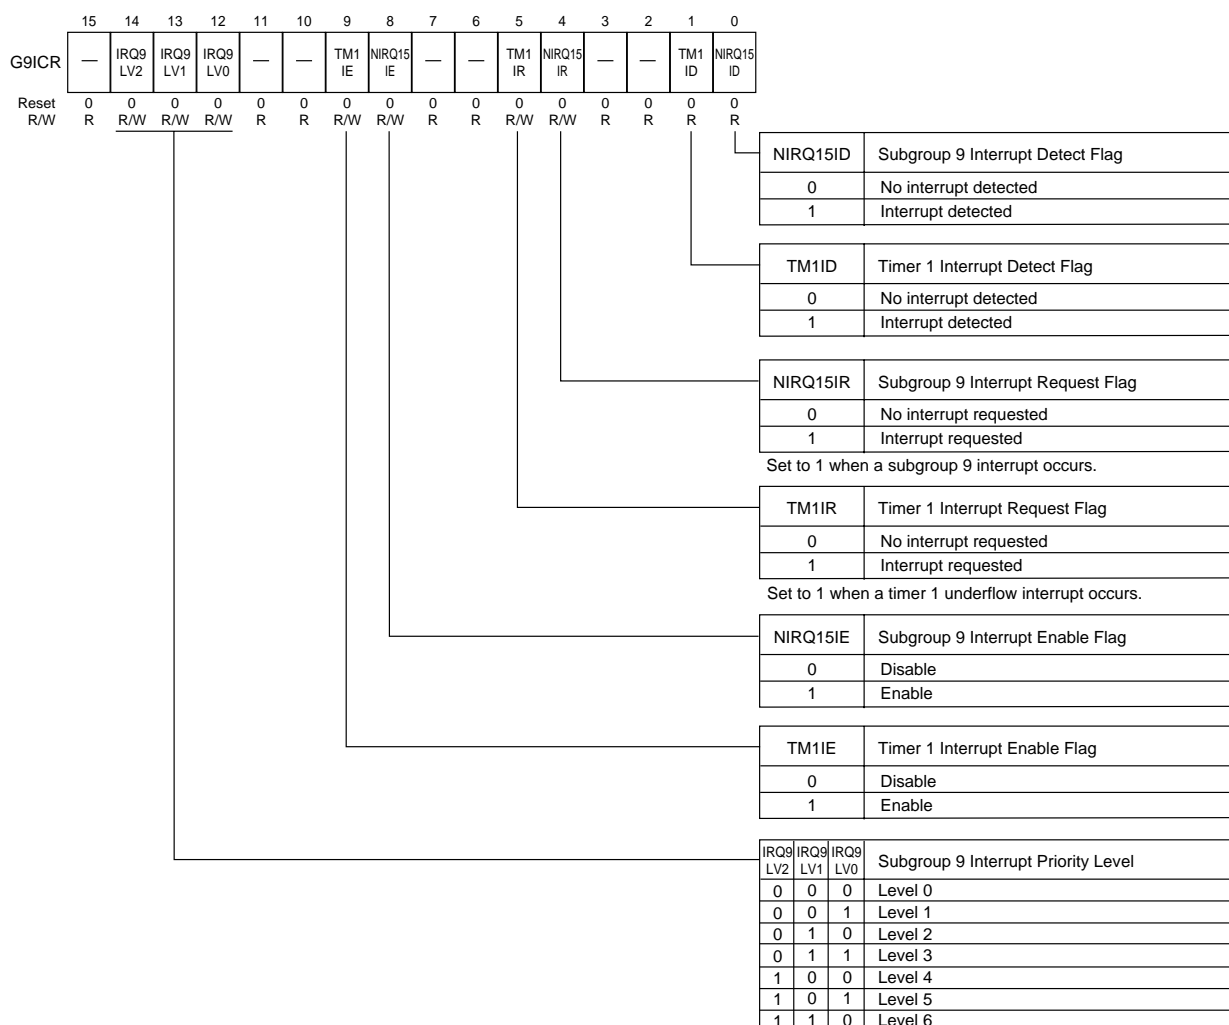 15 14 13 12 11 10 9 8 7 6 5 4 3 2 1 0
G9ICR — IRQ9 LV2 IRQ9 LV1 IRQ9 LV0 — — TM1 IE NIRQ15 IE — — TM1 IR NIRQ15 IR — — TM1 ID NIRQ15 ID
Reset 0 0 0 0 0 0 0 0 0 0 0 0 0 0 0 0
R/W R R/W R/W R/W R R R/W R/W R R R/W R/W R R R R
NIRQ15ID Subgroup 9 Interrupt Detect Flag
0 No interrupt detected
1 Interrupt detected
TM1ID Timer 1 Interrupt Detect Flag
0 No interrupt detected
1 Interrupt detected
NIRQ15IR Subgroup 9 Interrupt Request Flag
0 No interrupt requested
1 Interrupt requested
Set to 1 when a subgroup 9 interrupt occurs.
TM1IR Timer 1 Interrupt Request Flag
0 No interrupt requested
1 Interrupt requested
Set to 1 when a timer 1 underflow interrupt occurs.
NIRQ15IE Subgroup 9 Interrupt Enable Flag
0 Disable
1 Enable
TM1IE Timer 1 Interrupt Enable Flag
0 Disable
1 Enable
IRQ9 LV2 IRQ9 LV1 IRQ9 LV0 Subgroup 9 Interrupt Priority Level
0 0 0 Level 0
0 0 1 Level 1
0 1 0 Level 2
0 1 1 Level 3
1 0 0 Level 4
1 0 1 Level 5
1 1 0 Level 6